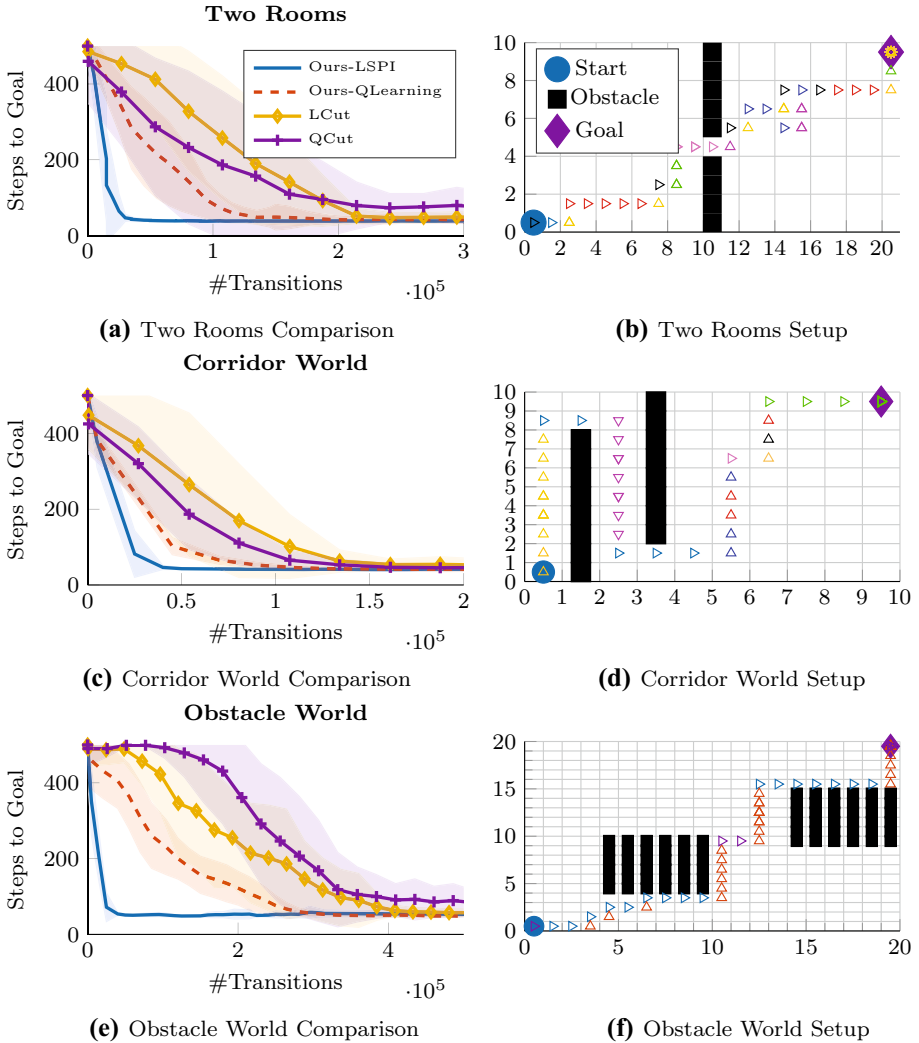 Two Rooms
400
200
0
Steps to Goal
0 1 2 3
#Transitions
·10⁵
Ours-LSPI
Ours-QLearning
LCut
QCut
(a) Two Rooms Comparison
10
8
6
4
2
0
0 2 4 6 8 10 12 14 16 18 20
Start
Obstacle
Goal
(b) Two Rooms Setup
Corridor World
400
200
0
Steps to Goal
0 0.5 1 1.5 2
#Transitions
·10⁵
(c) Corridor World Comparison
10
9
8
7
6
5
4
3
2
1
0
0 1 2 3 4 5 6 7 8 9 10
(d) Corridor World Setup
Obstacle World
400
200
0
Steps to Goal
0 2 4
#Transitions
·10⁵
(e) Obstacle World Comparison
20
15
10
5
0
0 5 10 15 20
(f) Obstacle World Setup